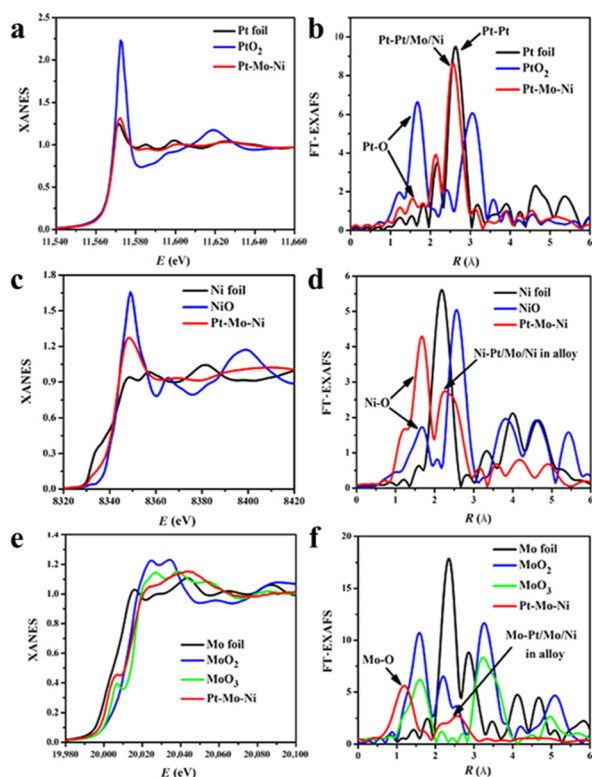 a
XANES
2.5
2.0
1.5
1.0
0.5
0.0
Pt foil
PtO2
Pt-Mo-Ni
11,540 11,560 11,580 11,600 11,620 11,640 11,660
E (eV)
b
FT-EXAFS
10
8
6
4
2
0
Pt-Pt/Mo/Ni
Pt-Pt
Pt foil
PtO2
Pt-Mo-Ni
Pt-O
0 1 2 3 4 5 6
R (Å)
c
XANES
1.8
1.5
1.2
0.9
0.6
0.3
0.0
Ni foil
NiO
Pt-Mo-Ni
8320 8340 8360 8380 8400 8420
E (eV)
d
FT-EXAFS
6
5
4
3
2
1
0
Ni foil
NiO
Pt-Mo-Ni
Ni-Pt/Mo/Ni in alloy
Ni-O
0 1 2 3 4 5 6
R (Å)
e
XANES
1.4
1.2
1.0
0.8
0.6
0.4
0.2
0.0
Mo foil
MoO2
MoO3
Pt-Mo-Ni
19,980 20,000 20,020 20,040 20,060 20,080 20,100
E (eV)
f
FT-EXAFS
20
15
10
5
0
Mo foil
MoO2
MoO3
Pt-Mo-Ni
Mo-Pt/Mo/Ni
in alloy
Mo-O
0 1 2 3 4 5 6
R (Å)